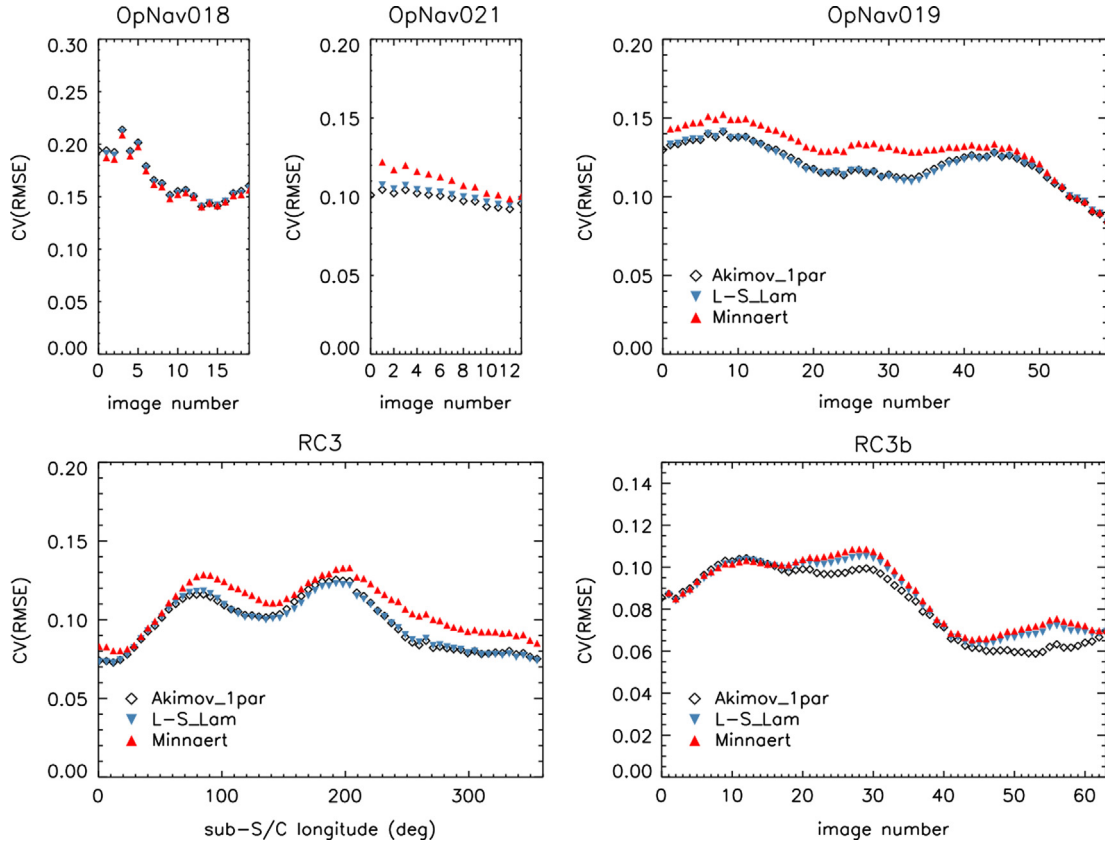 OpNav018
CV(RMSE)
0.30
0.25
0.20
0.15
0.10
0.05
0.00
0 5 10 15
image number
OpNav021
CV(RMSE)
0.20
0.15
0.10
0.05
0.00
0 2 4 6 8 10 12
image number
OpNav019
CV(RMSE)
0.20
0.15
0.10
0.05
0.00
Akimov_1par
L-S_Lam
Minnaert
0 10 20 30 40 50
image number
RC3
CV(RMSE)
0.20
0.15
0.10
0.05
0.00
Akimov_1par
L-S_Lam
Minnaert
0 100 200 300
sub-S/C longitude (deg)
RC3b
CV(RMSE)
0.14
0.12
0.10
0.08
0.06
0.04
0.02
0.00
Akimov_1par
L-S_Lam
Minnaert
0 10 20 30 40 50 60
image number